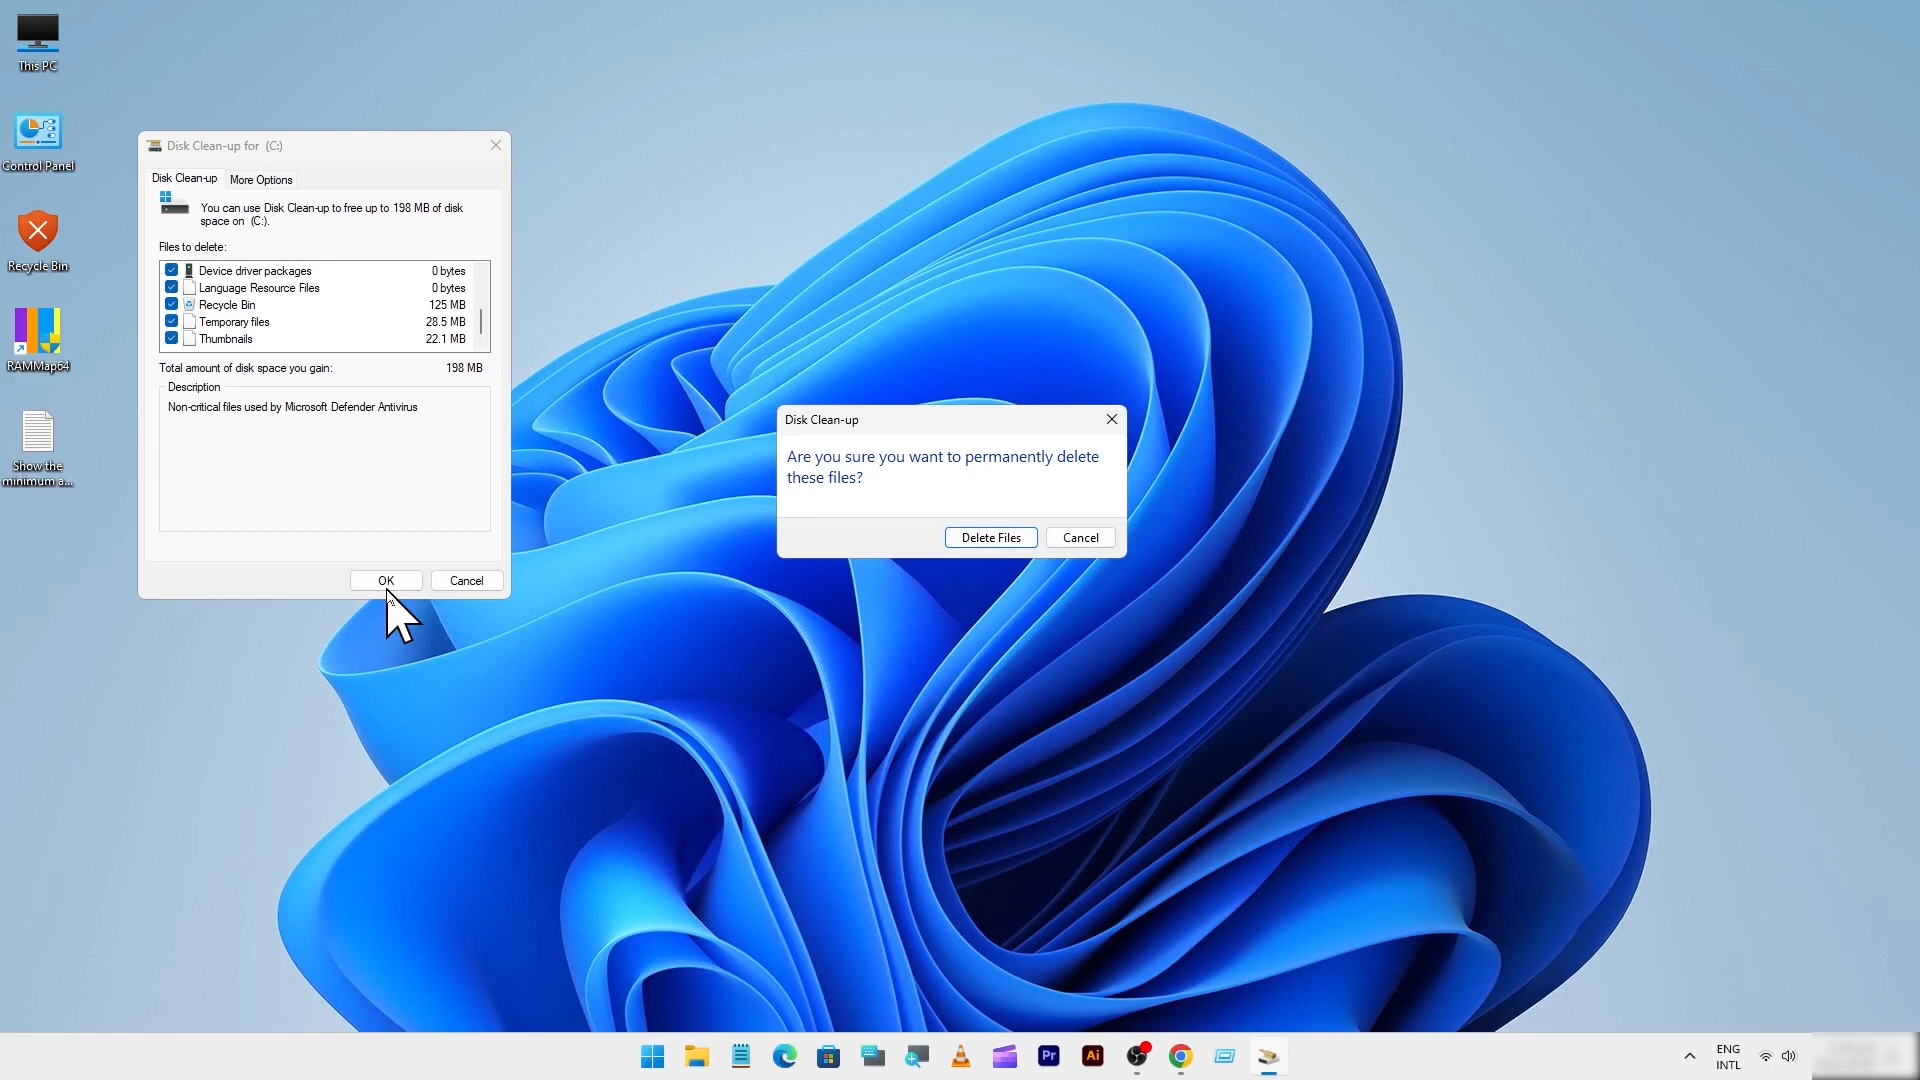 This PC
Control Panel
Recycle Bin
RAMMap64
Show the
minimum a...
Disk Clean-up for (C:)
Disk Clean-up
More Options
You can use Disk Clean-up to free up to 198 MB of disk
space on (C:).
Files to delete:
Device driver packages 0 bytes
Language Resource Files 0 bytes
Recycle Bin 125 MB
Temporary files 28.5 MB
Thumbnails 22.1 MB
Total amount of disk space you gain: 198 MB
Description
Non-critical files used by Microsoft Defender Antivirus
OK
Cancel
Disk Clean-up
Are you sure you want to permanently delete
these files?
Delete Files
Cancel
Pr
Ai
ENG
INTL